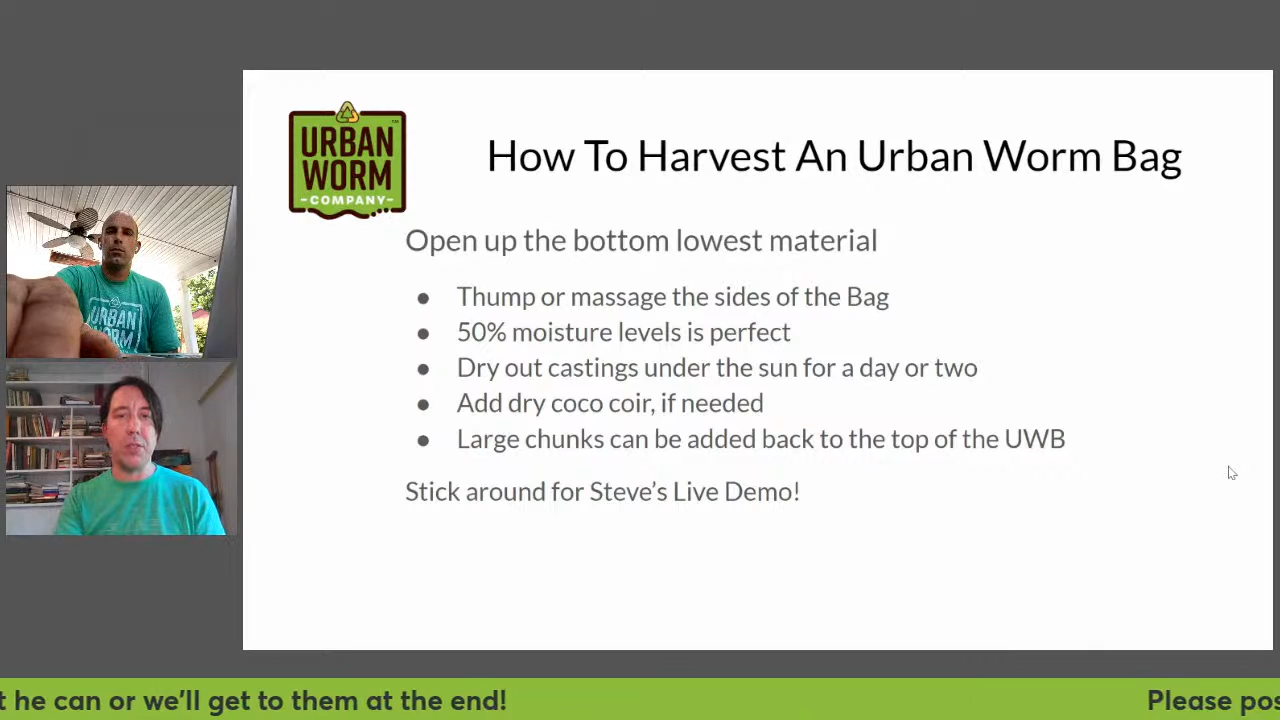 URBAN
WORM
-COMPANY-
TM
How To Harvest An Urban Worm Bag
Open up the bottom lowest material
● Thump or massage the sides of the Bag
● 50% moisture levels is perfect
● Dry out castings under the sun for a day or two
● Add dry coco coir, if needed
● Large chunks can be added back to the top of the UWB
Stick around for Steve's Live Demo!
URBAN
WORM
t he can or we'll get to them at the end!
Please pos